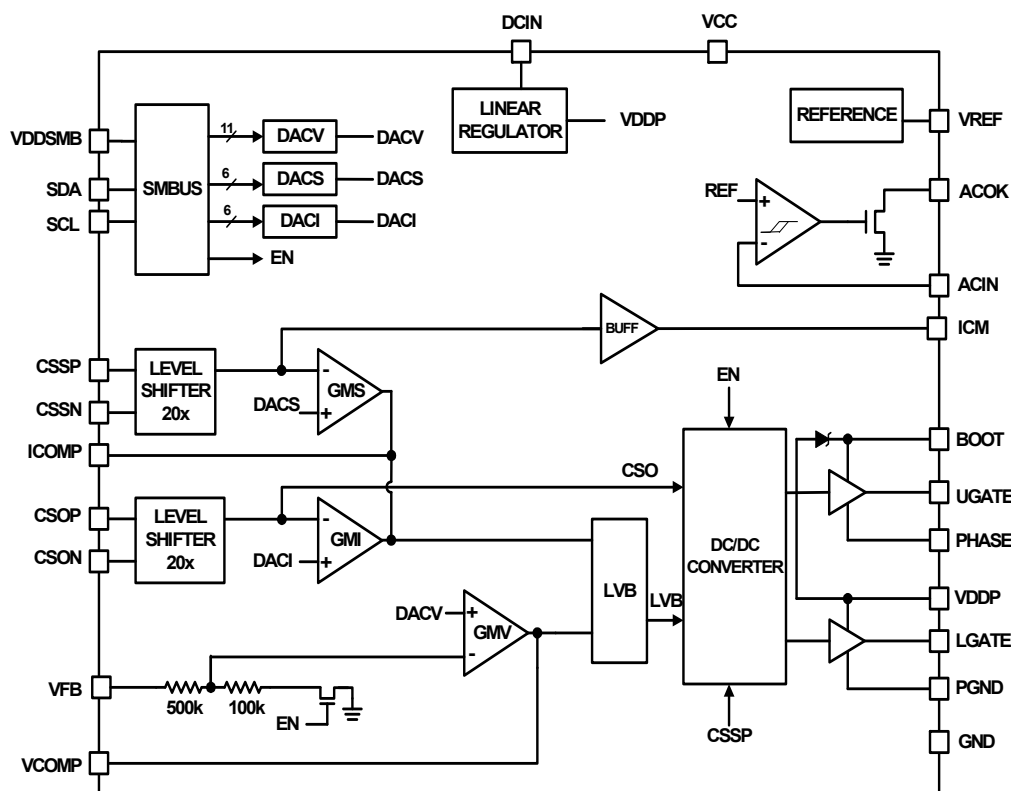 DCIN
VCC
VDDSMB
SDA
SCL
SMBUS
11
DACV
DACV
6
DACS
DACS
6
DACI
DACI
EN
LINEAR
REGULATOR
VDDP
REFERENCE
VREF
REF
+
-
ACOK
ACIN
BUFF
ICM
CSSP
CSSN
LEVEL
SHIFTER
20x
-
GMS
DACS
+
ICOMP
CSOP
CSON
LEVEL
SHIFTER
20x
-
GMI
DACI
+
CSO
EN
DC/DC
CONVERTER
LVB
LVB
CSSP
DACV
+
GMV
-
VFB
500k
100k
EN
VCOMP
BOOT
UGATE
PHASE
VDDP
LGATE
PGND
GND